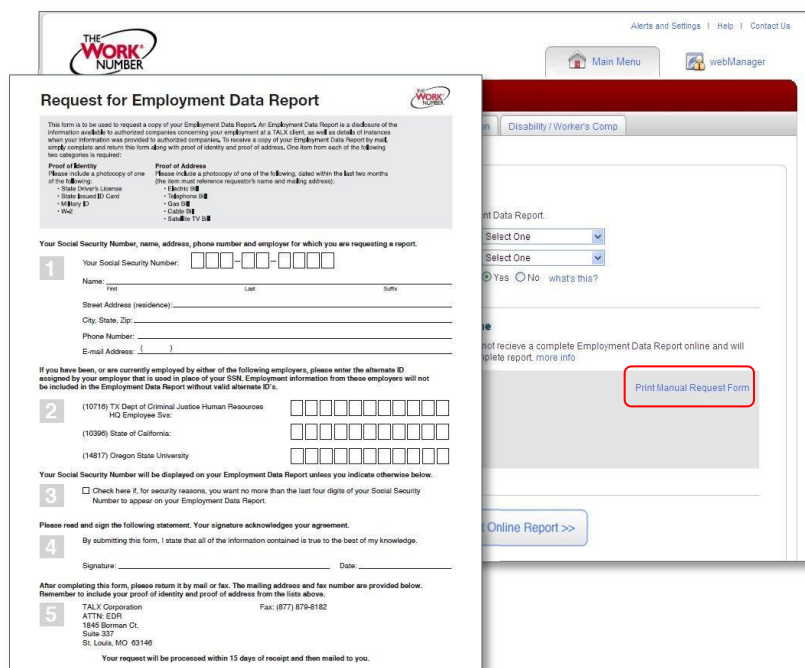 Alerts and Settings | Help | Contact Us
THE
WORK
NUMBER
Main Menu
webManager
Disability / Worker's Comp
nt Data Report.
Select One
Select One
Yes No what's this?
ne
not recieve a complete Employment Data Report online and will
plete report. more info
Print Manual Request Form
Online Report >>
Request for Employment Data Report
THE
WORK
NUMBER
This form is to be used to request a copy of your Employment Data Report. An Employment Data Report is a disclosure of the
information available to authorized companies concerning your employment at a TALX client, as well as details of instances
when your information was provided to authorized companies. To receive a copy of your Employment Data Report by mail,
simply complete and return this form along with proof of identity and proof of address. One item from each of the following
two categories is required:
Proof of Identity
Please include a photocopy of one
of the following:
• State Driver's License
• State Issued ID Card
• Military ID
• W-2
Proof of Address
Please include a photocopy of one of the following, dated within the last two months
(the item must reference requestor's name and mailing address):
• Electric Bill
• Telephone Bill
• Gas Bill
• Cable Bill
• Satellite TV Bill
Your Social Security Number, name, address, phone number and employer for which you are requesting a report.
1
Your Social Security Number:
Name:
First Last Suffix
Street Address (residence):
City, State, Zip:
Phone Number:
E-mail Address: ( )
If you have been, or are currently employed by either of the following employers, please enter the alternate ID
assigned by your employer that is used in place of your SSN. Employment information from these employers will not
be included in the Employment Data Report without valid alternate ID's.
2
(10716) TX Dept of Criminal Justice Human Resources
HQ Employee Svs:
(10396) State of California:
(14817) Oregon State University
Your Social Security Number will be displayed on your Employment Data Report unless you indicate otherwise below.
3
Check here if, for security reasons, you want no more than the last four digits of your Social Security
Number to appear on your Employment Data Report.
Please read and sign the following statement. Your signature acknowledges your agreement.
4
By submitting this form, I state that all of the information contained is true to the best of my knowledge.
Signature: Date:
After completing this form, please return it by mail or fax. The mailing address and fax number are provided below.
Remember to include your proof of identity and proof of address from the lists above.
5
TALX Corporation Fax: (877) 879-8182
ATTN: EDR
1845 Borman Ct.
Suite 337
St. Louis, MO 63146
Your request will be processed within 15 days of receipt and then mailed to you.